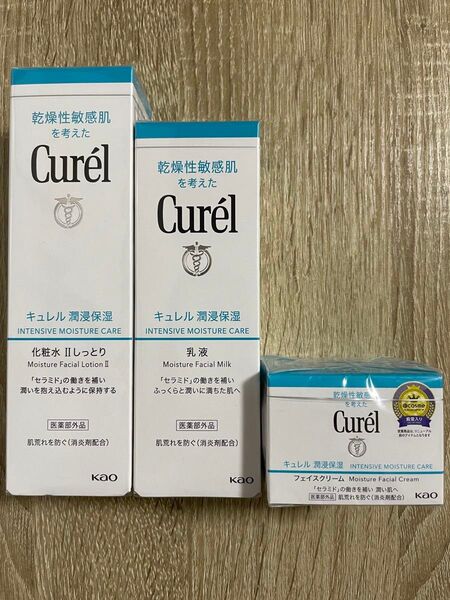 乾燥性敏感肌
を考えた
Curél
キュレル 潤浸保湿
INTENSIVE MOISTURE CARE
化粧水 IIしっとり
Moisture Facial Lotion II
「セラミド」の働きを補い
潤いを抱え込むように保持する
医薬部外品
肌荒れを防ぐ(消炎剤配合)
Kao
乾燥性敏感肌
を考えた
Curél
キュレル 潤浸保湿
INTENSIVE MOISTURE CARE
乳液
Moisture Facial Milk
「セラミド」の働きを補い
ふっくらと潤いに満ちた肌へ
医薬部外品
肌荒れを防ぐ(消炎剤配合)
Kao
乾燥性敏感肌
を考えた
Curél
@cosme
殿堂入り
キュレル 潤浸保湿 INTENSIVE MOISTURE CARE
フェイスクリーム Moisture Facial Cream
「セラミド」の働きを補い 潤い肌へ
医薬部外品 肌荒れを防ぐ(消炎剤配合)
Kao